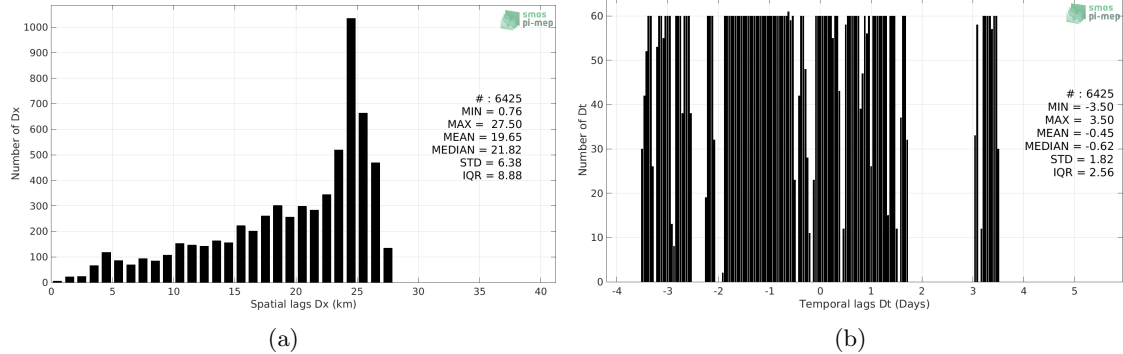 smos
pi-mep
1000
900
800
700
600
500
400
300
200
100
0
Number of Dx
# : 6425
MIN = 0.76
MAX = 27.50
MEAN = 19.65
MEDIAN = 21.82
STD = 6.38
IQR = 8.88
0 5 10 15 20 25 30 35 40
Spatial lags Dx (km)
(a)
smos
pi-mep
60
50
40
30
20
10
0
Number of Dt
# : 6425
MIN = -3.50
MAX = 3.50
MEAN = -0.45
MEDIAN = -0.62
STD = 1.82
IQR = 2.56
-4 -3 -2 -1 0 1 2 3 4 5
Temporal lags Dt (Days)
(b)